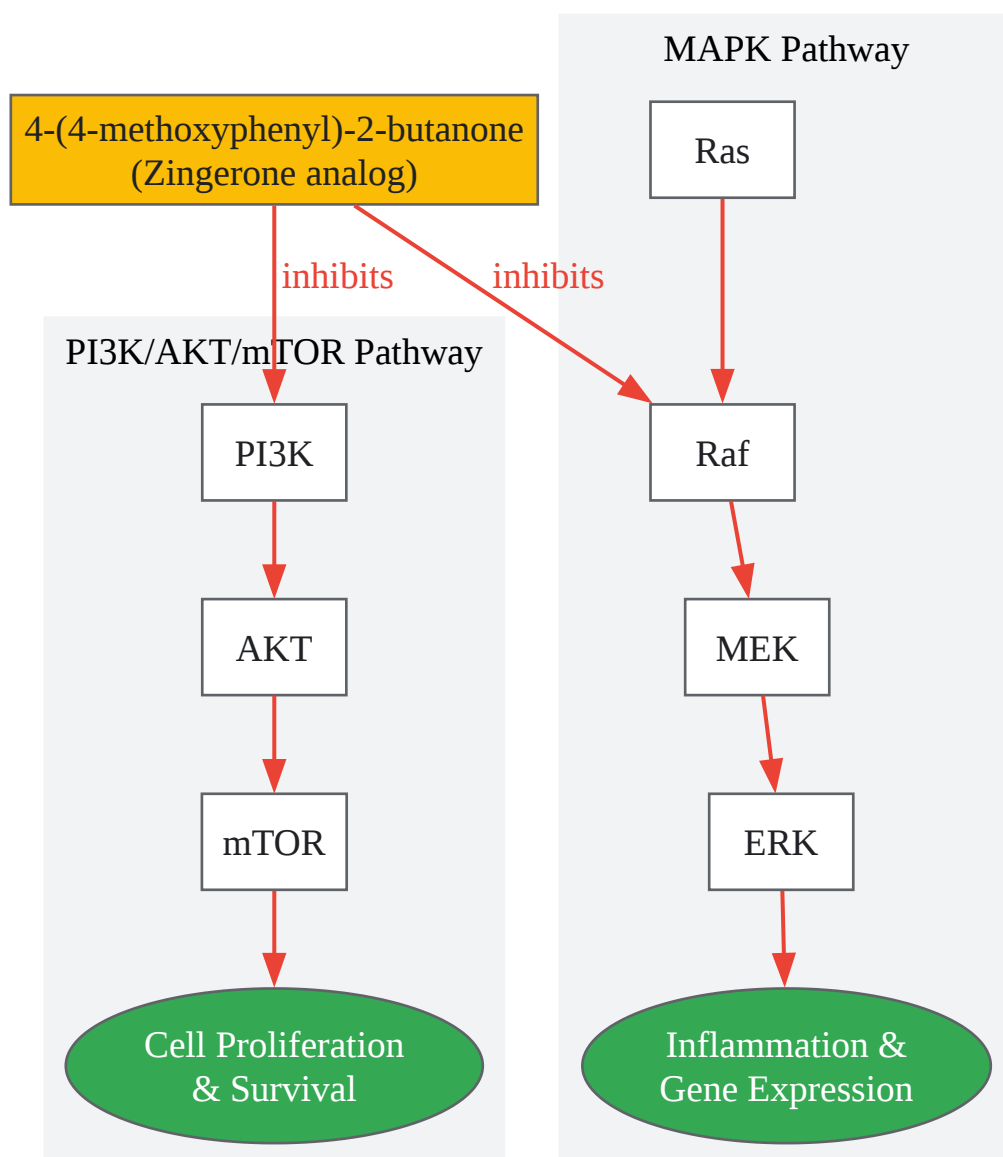 MAPK Pathway
4-(4-methoxyphenyl)-2-butanone
(Zingerone analog)
Ras
inhibits
inhibits
PI3K/AKT/mTOR Pathway
PI3K
Raf
AKT
MEK
mTOR
ERK
Cell Proliferation
& Survival
Inflammation &
Gene Expression